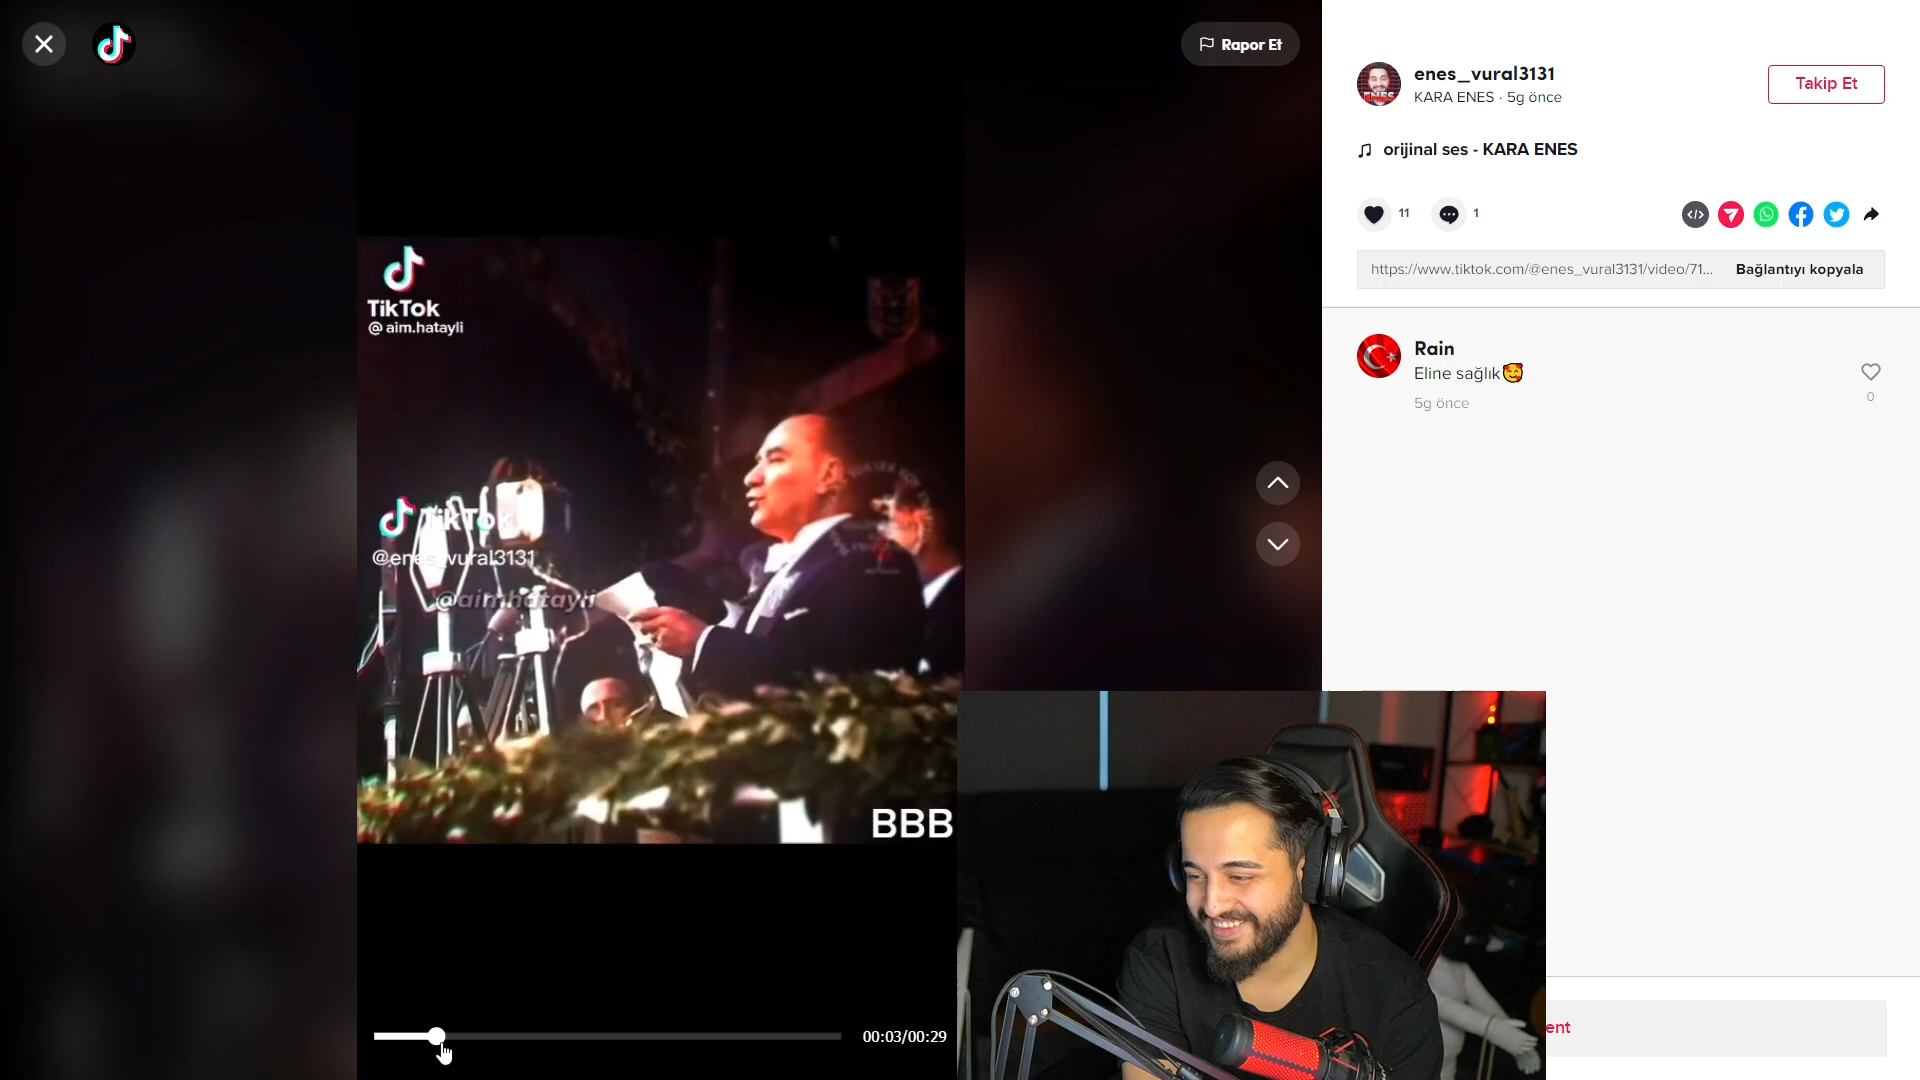 Rapor Et
TikTok
@aim.hatayli
TikTok
@enes_vural3131
@aimhatayli
BBB
00:03/00:29
enes_vural3131
KARA ENES · 5g önce
Takip Et
orijinal ses - KARA ENES
11
1
https://www.tiktok.com/@enes_vural3131/video/71...
Bağlantıyı kopyala
Rain
Eline sağlık🥰
5g önce
0
ent